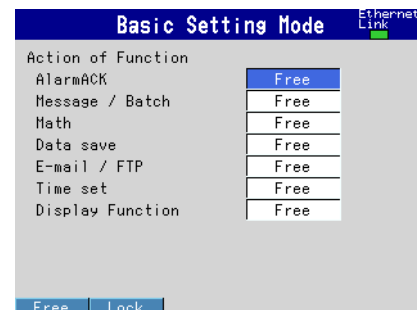 Basic Setting Mode
Ethernet
Link
Action of Function
AlarmACK Free
Message / Batch Free
Math Free
Data save Free
E-mail / FTP Free
Time set Free
Display Function Free
Free Lock